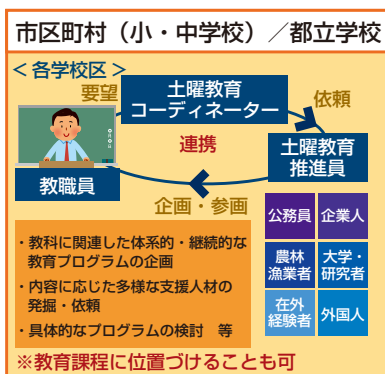 市区町村（小・中学校）／都立学校
＜各学校区＞
要望
土曜教育
コーディネーター
依頼
連携
土曜教育
推進員
教職員
企画・参画
公務員
企業人
農林
漁業者
大学・
研究者
在外
経験者
外国人
・教科に関連した体系的・継続的な
教育プログラムの企画
・内容に応じた多様な支援人材の
発掘・依頼
・具体的なプログラムの検討　等
※教育課程に位置づけることも可